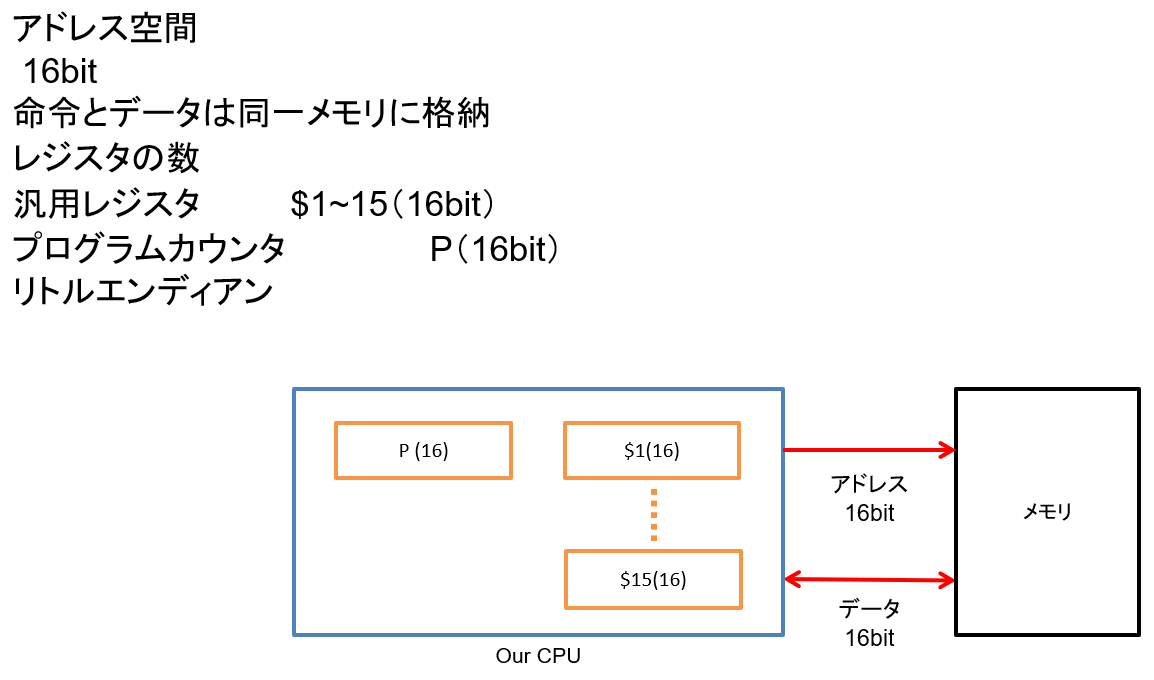 アドレス空間
16bit
命令とデータは同一メモリに格納
レジスタの数
汎用レジスタ $1~15(16bit)
プログラムカウンタ P(16bit)
リトルエンディアン
P (16)
$1(16)
アドレス
16bit
メモリ
$15(16)
データ
16bit
Our CPU